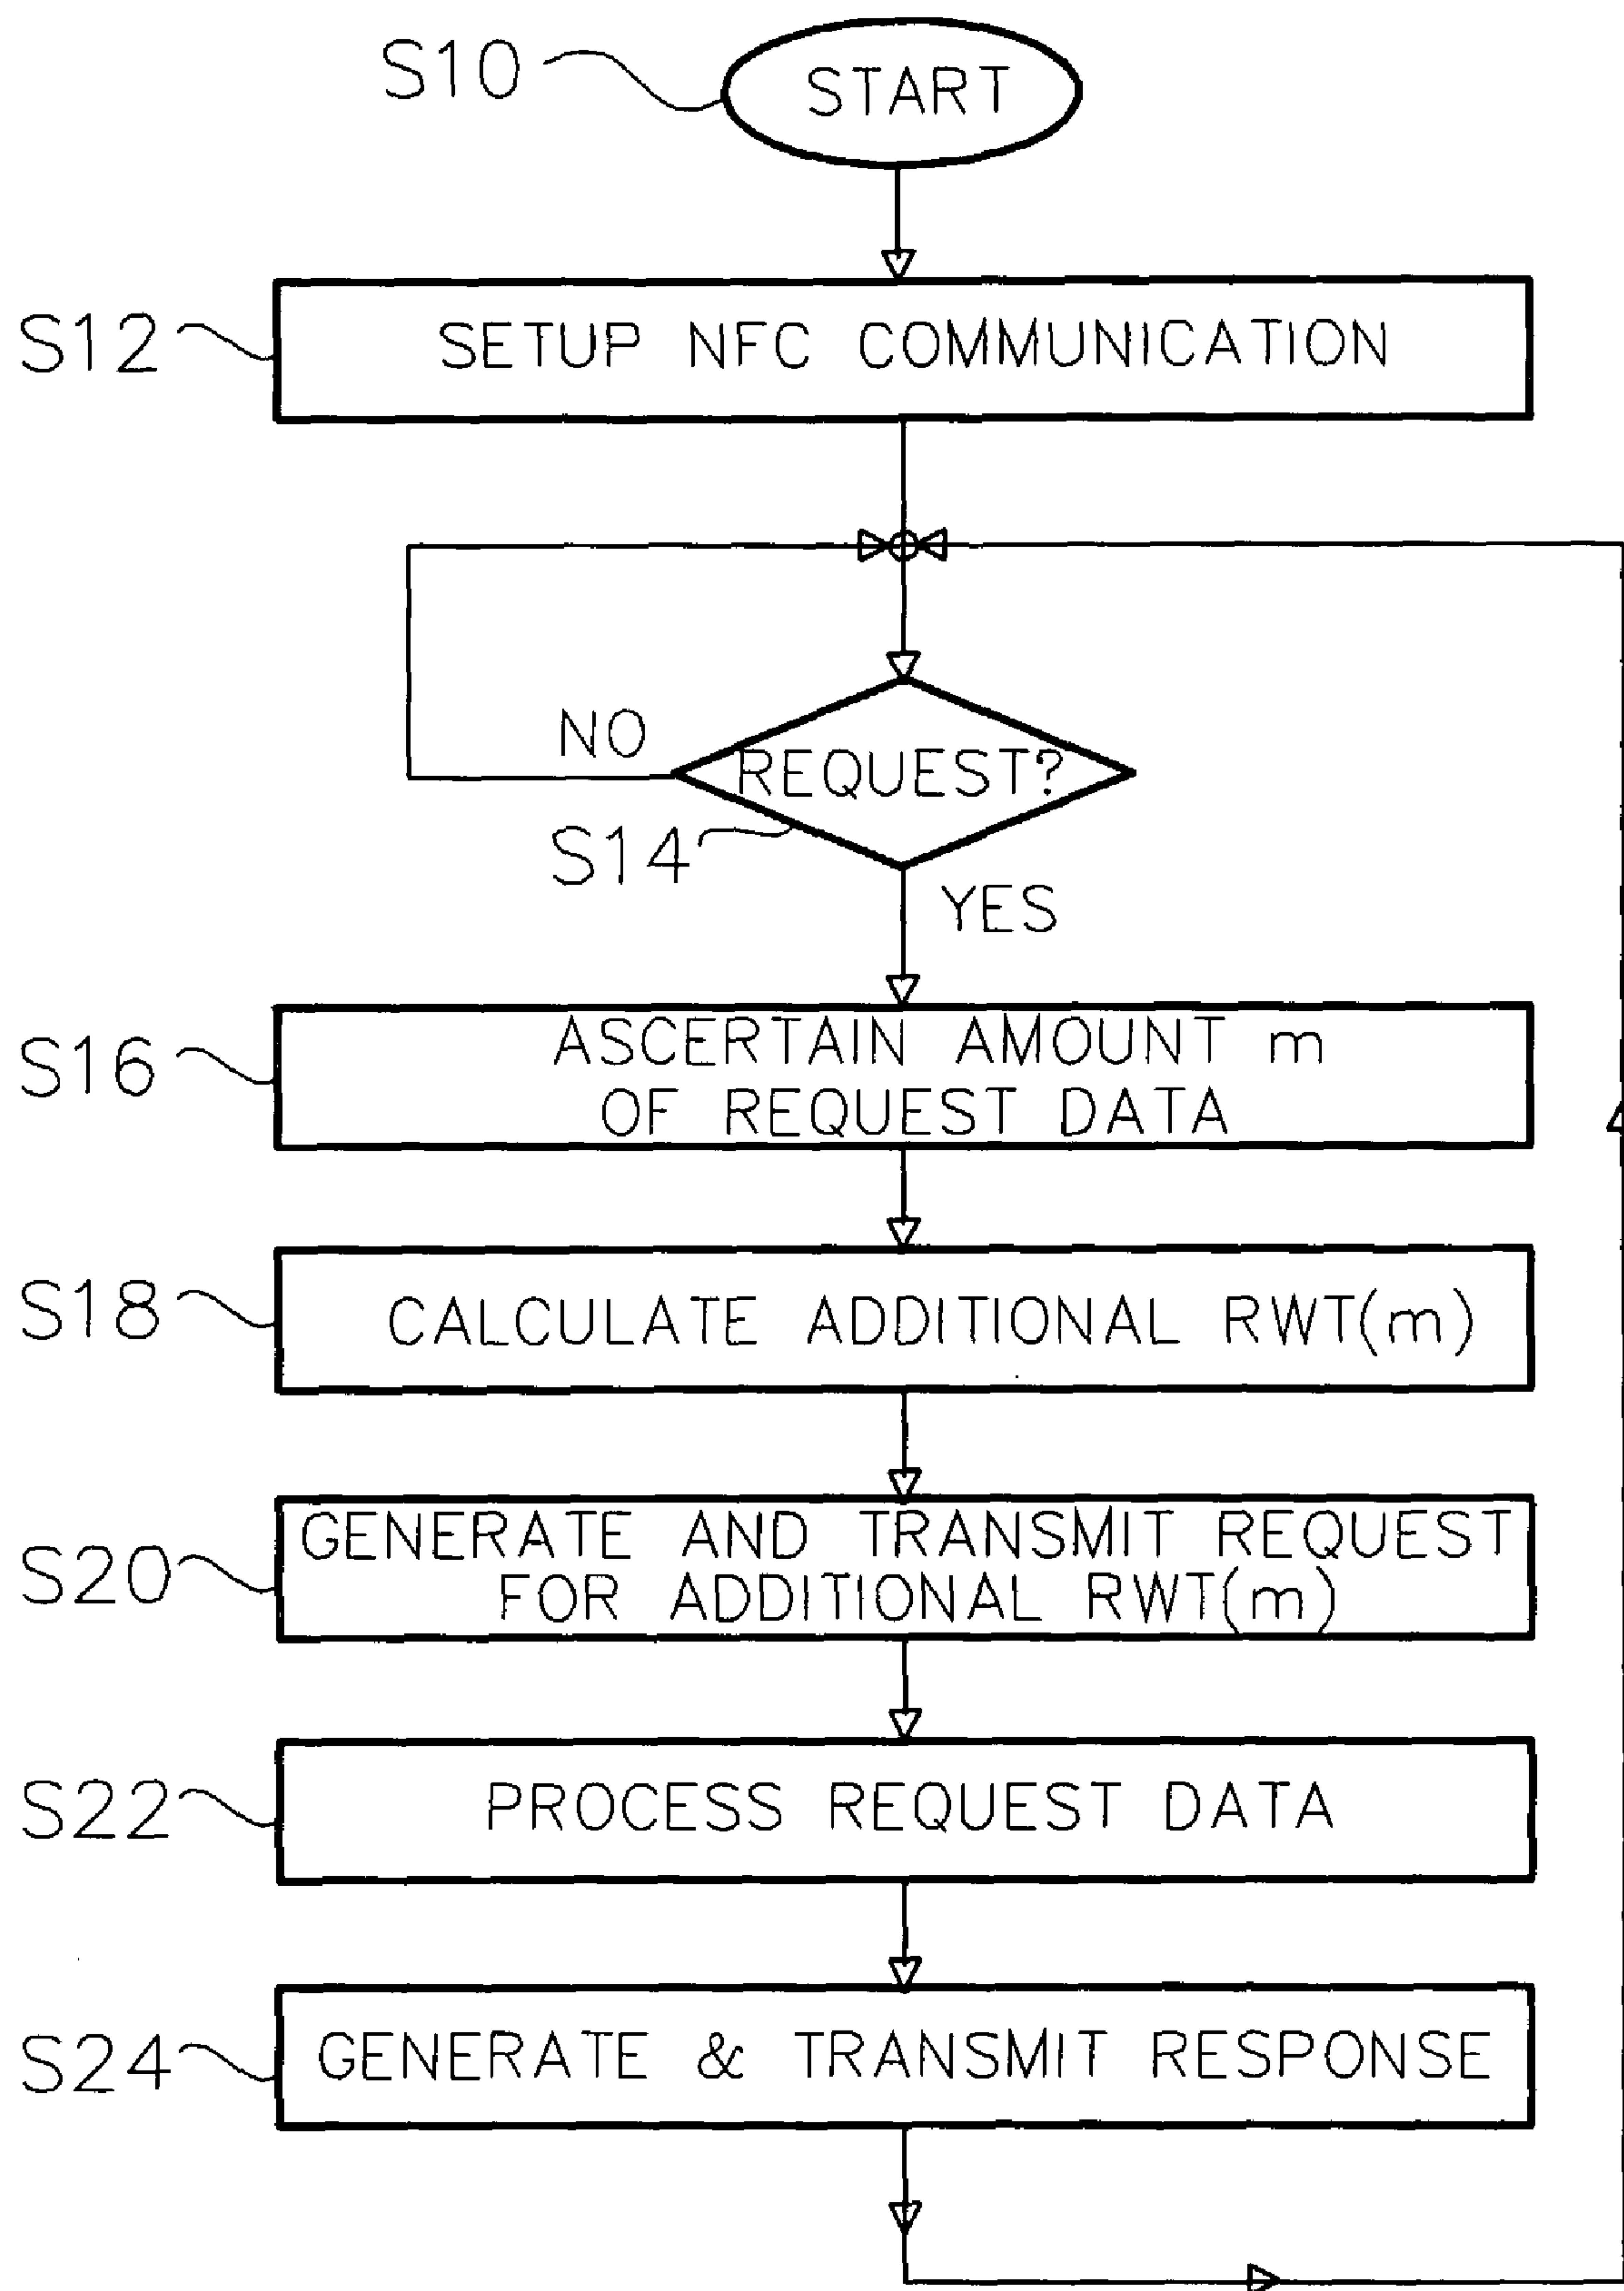 S10
START
S12
SETUP NFC COMMUNICATION
NO
REQUEST?
S14
YES
S16
ASCERTAIN AMOUNT m
OF REQUEST DATA
S18
CALCULATE ADDITIONAL RWT(m)
S20
GENERATE AND TRANSMIT REQUEST
FOR ADDITIONAL RWT(m)
S22
PROCESS REQUEST DATA
S24
GENERATE & TRANSMIT RESPONSE